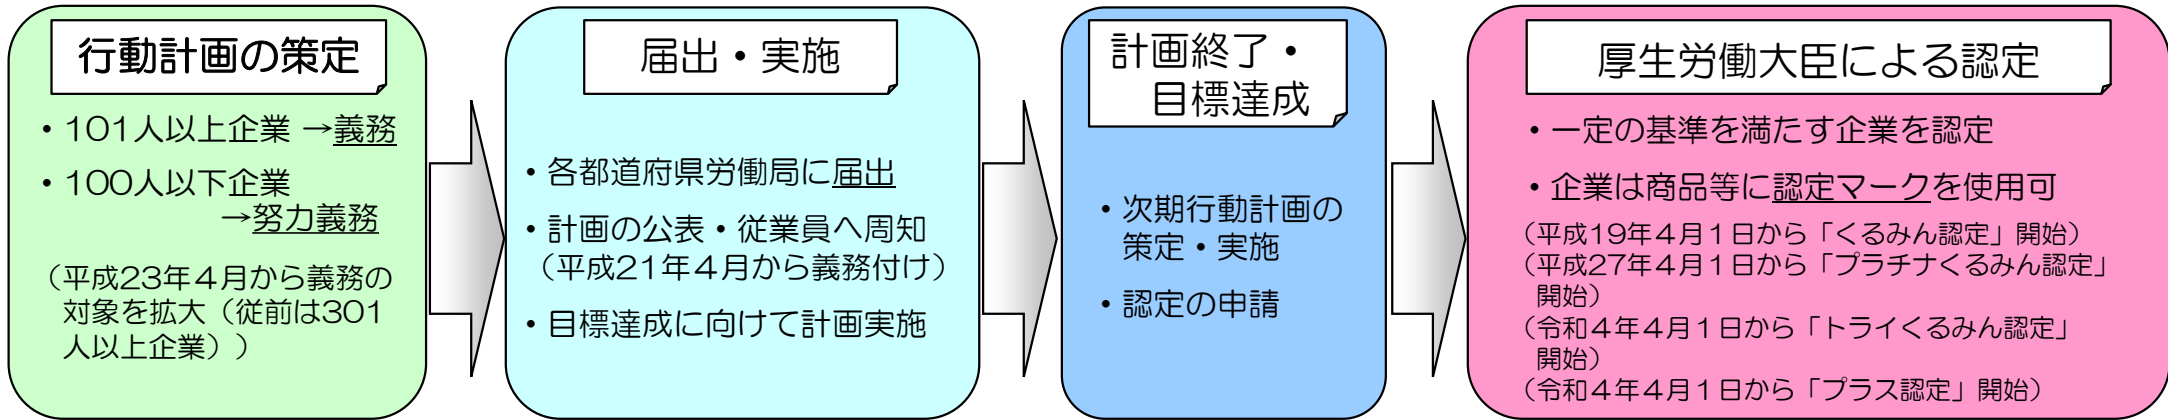 行動計画の策定
・101人以上企業 →義務
・100人以下企業
→努力義務
（平成23年４月から義務の
対象を拡大（従前は301
人以上企業））
届出・実施
・各都道府県労働局に届出
・計画の公表・従業員へ周知
（平成21年４月から義務付け）
・目標達成に向けて計画実施
計画終了・
目標達成
・次期行動計画の
策定・実施
・認定の申請
厚生労働大臣による認定
・一定の基準を満たす企業を認定
・企業は商品等に認定マークを使用可
（平成19年４月１日から「くるみん認定」開始）
（平成27年４月１日から「プラチナくるみん認定」
開始）
（令和４年４月１日から「トライくるみん認定」
開始）
（令和４年４月１日から「プラス認定」開始）